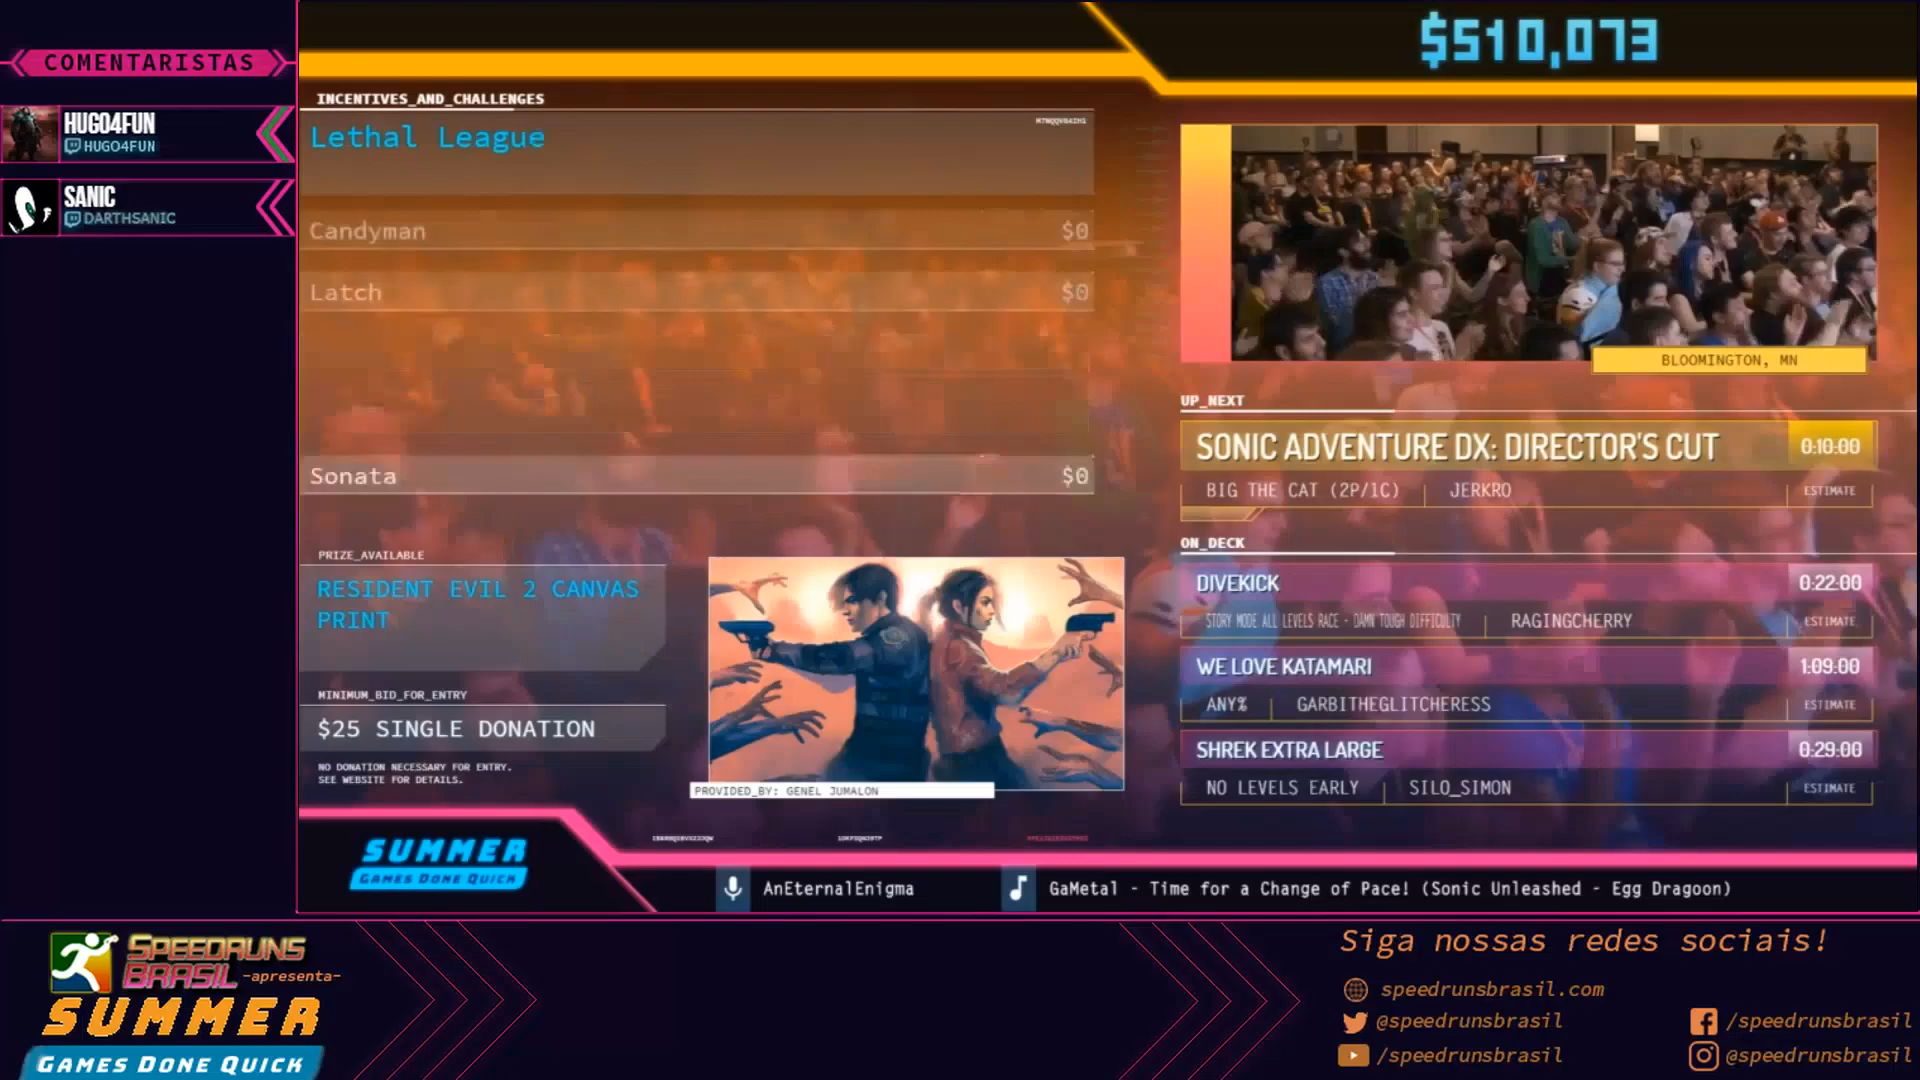 COMENTARISTAS
HUGO4FUN
HUGO4FUN
SANIC
DARTHSANIC
$510,073
INCENTIVES_AND_CHALLENGES
Lethal League
Candyman $0
Latch $0
Sonata $0
PRIZE_AVAILABLE
RESIDENT EVIL 2 CANVAS
PRINT
MINIMUM_BID_FOR_ENTRY
$25 SINGLE DONATION
NO DONATION NECESSARY FOR ENTRY.
SEE WEBSITE FOR DETAILS.
PROVIDED_BY: GENEL JUMALON
BLOOMINGTON, MN
UP_NEXT
SONIC ADVENTURE DX: DIRECTOR'S CUT 0:10:00
BIG THE CAT (2P/1C) JERKRO ESTIMATE
ON_DECK
DIVEKICK 0:22:00
STORY MODE ALL LEVELS RACE - DAMN TOUGH DIFFICULTY RAGINGCHERRY ESTIMATE
WE LOVE KATAMARI 1:09:00
ANY% GARBITHEGLITCHERESS ESTIMATE
SHREK EXTRA LARGE 0:29:00
NO LEVELS EARLY SILO_SIMON ESTIMATE
SUMMER
GAMES DONE QUICK
AnEternalEnigma
GaMetal - Time for a Change of Pace! (Sonic Unleashed - Egg Dragoon)
SPEEDRUNS
BRASIL -apresenta-
SUMMER
GAMES DONE QUICK
Siga nossas redes sociais!
speedrunsbrasil.com
@speedrunsbrasil
/speedrunsbrasil
/speedrunsbrasil
@speedrunsbrasil